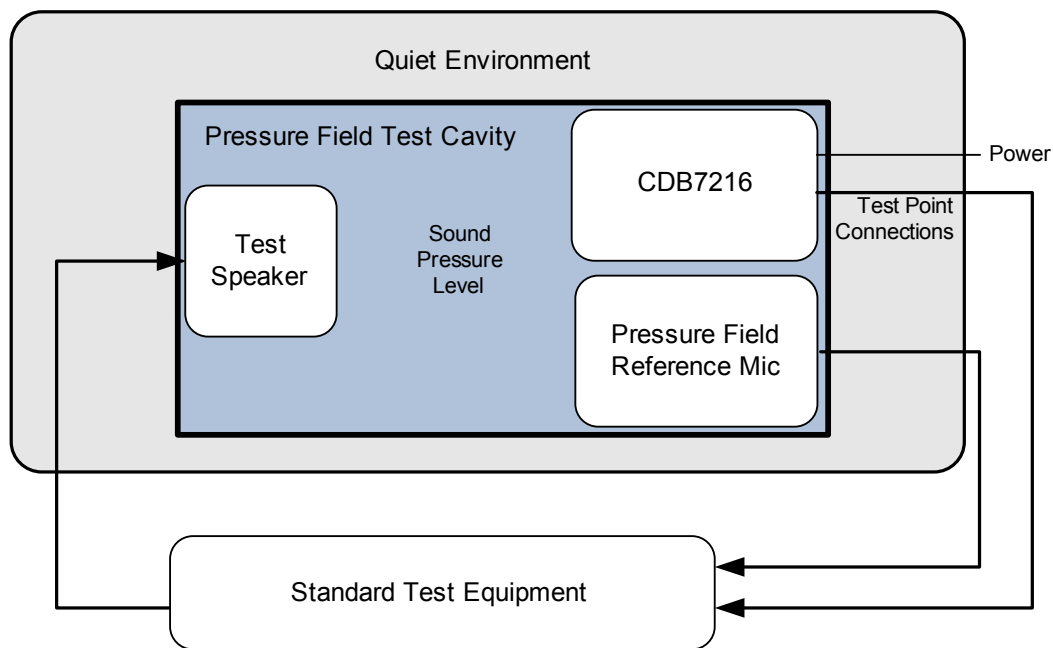 Quiet Environment
Pressure Field Test Cavity
CDB7216
Power
Test Point
Connections
Test
Speaker
Sound
Pressure
Level
Pressure Field
Reference Mic
Standard Test Equipment